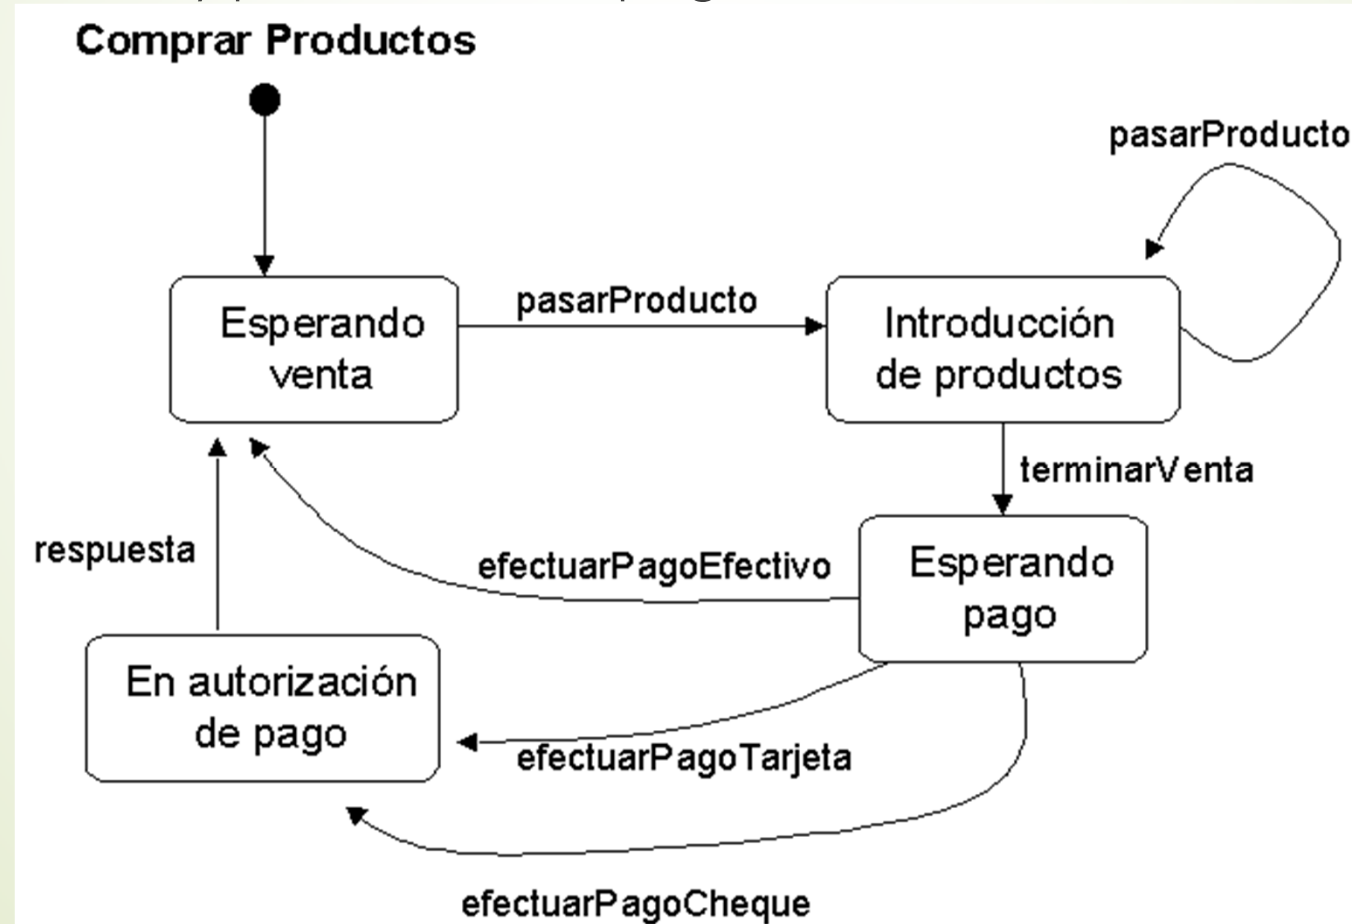 Comprar Productos
pasarProducto
Esperando
venta
pasarProducto
Introducción
de productos
terminarVenta
respuesta
efectuarPagoEfectivo
Esperando
pago
En autorización
de pago
efectuarPagoTarjeta
efectuarPagoCheque